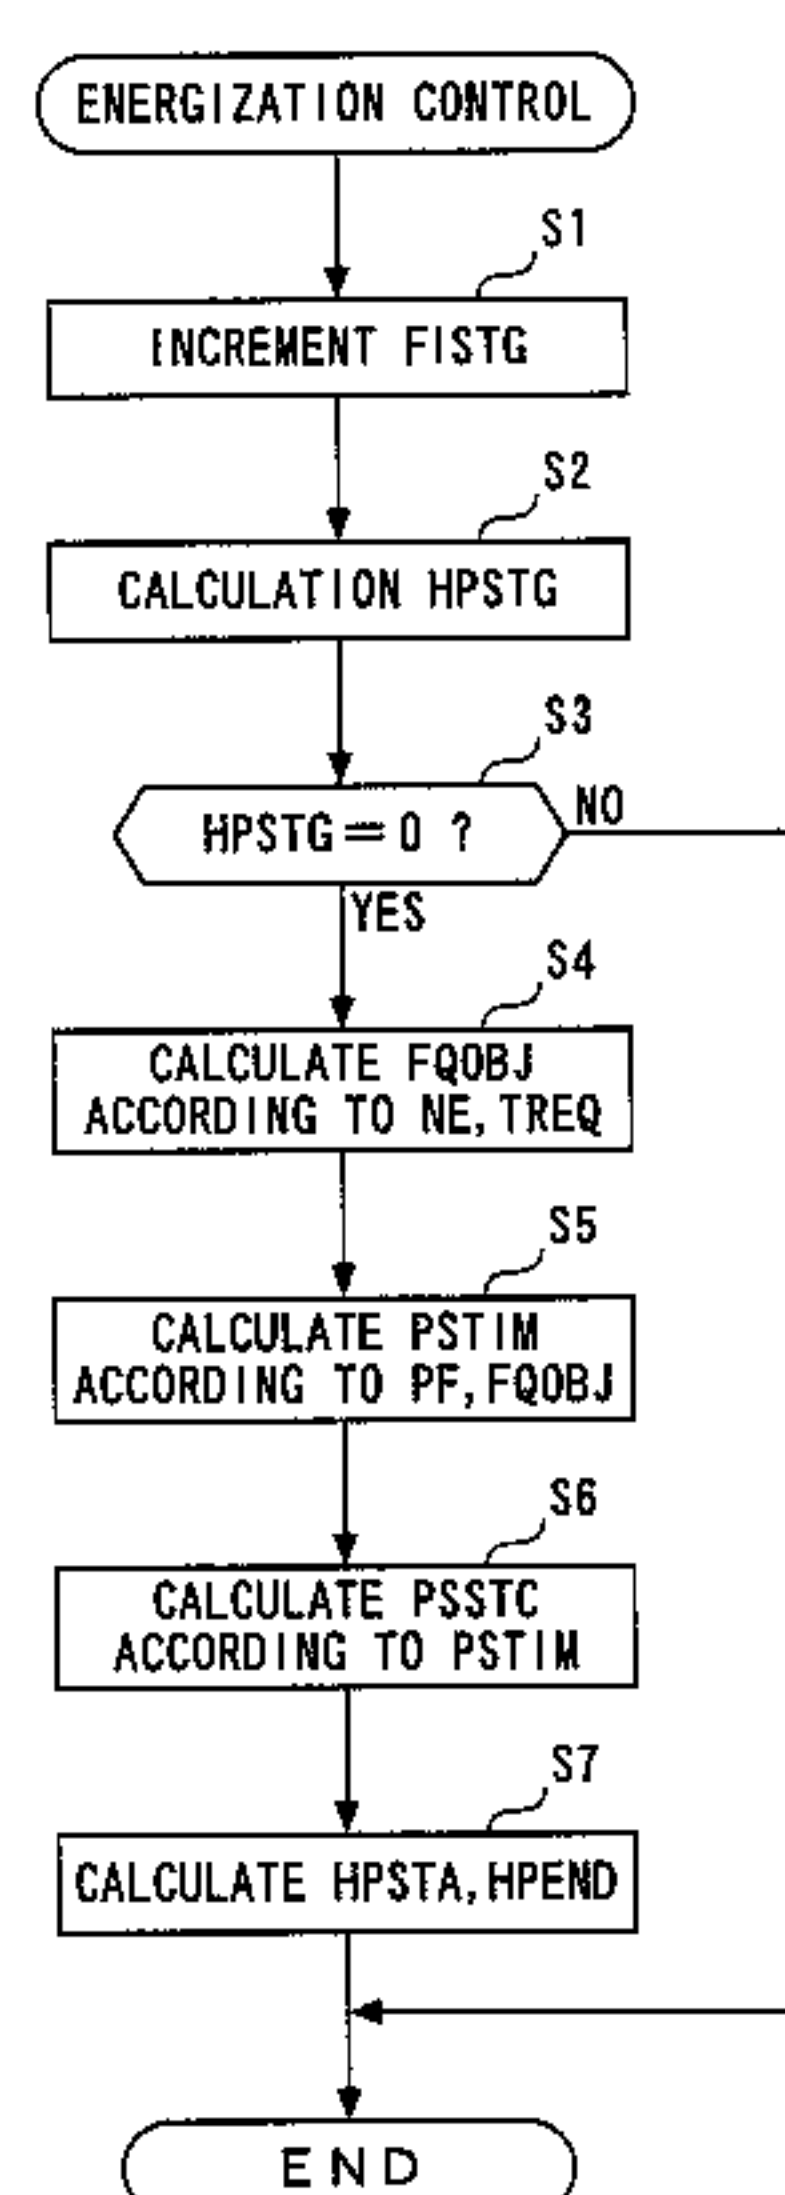 ENERGIZATION CONTROL
S1
INCREMENT FISTG
S2
CALCULATION HPSTG
S3
HPSTG=0 ?
NO
YES
S4
CALCULATE FQOBJ
ACCORDING TO NE,TREQ
S5
CALCULATE PSTIM
ACCORDING TO PF,FQOBJ
S6
CALCULATE PSSTC
ACCORDING TO PSTIM
S7
CALCULATE HPSTA,HPEND
END